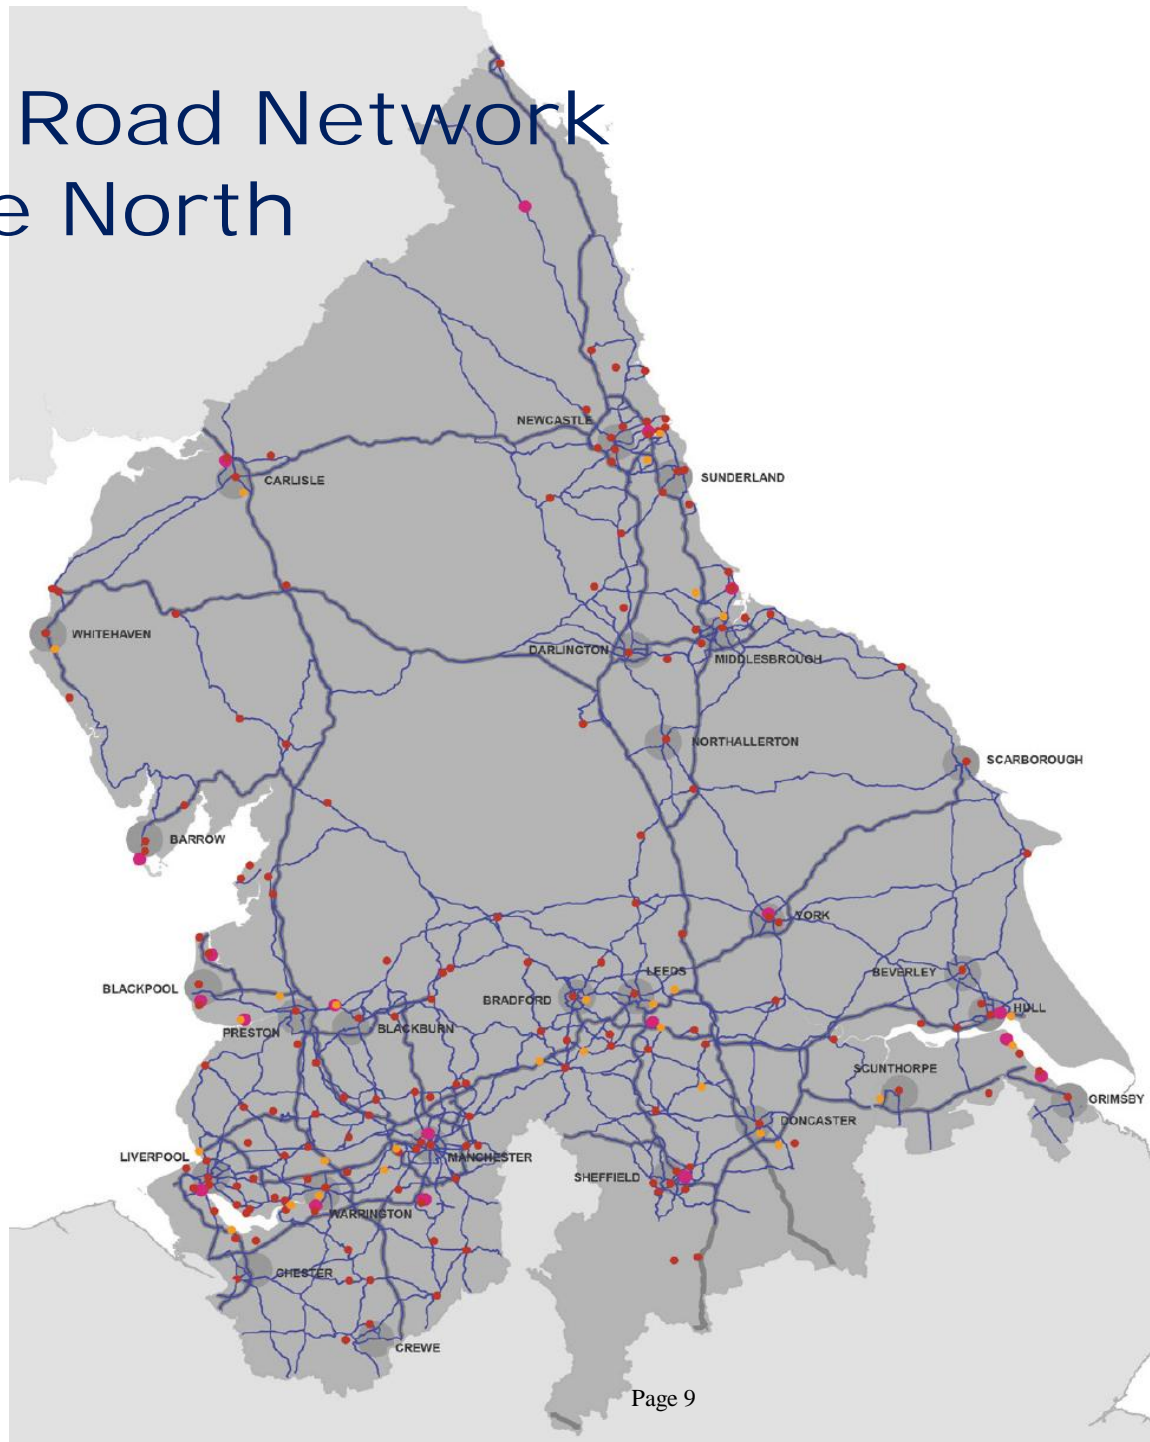 Road Network
e North
NEWCASTLE
SUNDERLAND
CARLISLE
WHITEHAVEN
DARLINGTON
MIDDLESBROUGH
NORTHALLERTON
SCARBOROUGH
BARROW
YORK
LEEDS
BEVERLEY
BLACKPOOL
BRADFORD
HULL
PRESTON
BLACKBURN
SCUNTHORPE
GRIMSBY
DONCASTER
LIVERPOOL
MANCHESTER
SHEFFIELD
WARRINGTON
CHESTER
CREWE
Page 9